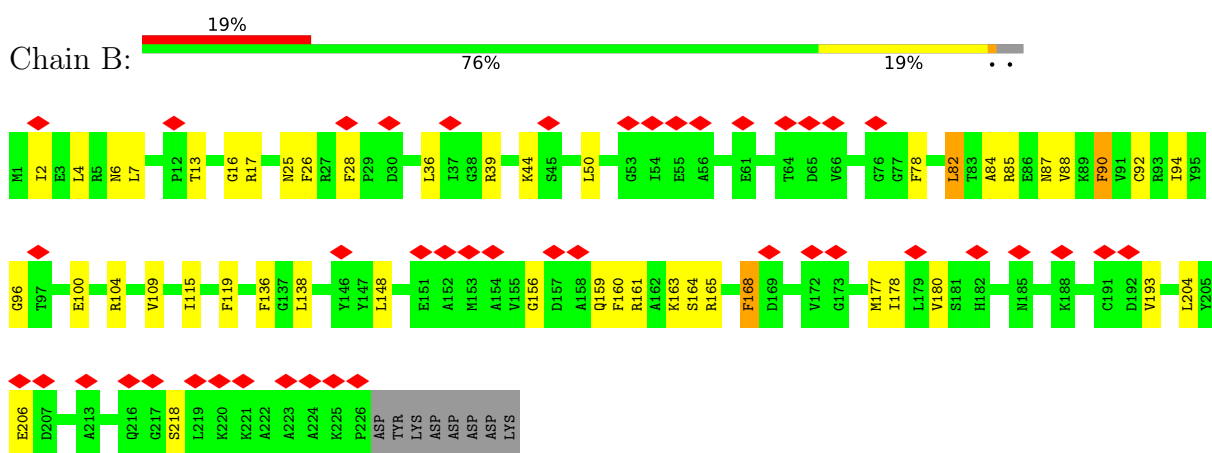 19%
Chain B:
76% 19% • •
M1 I2 E3 L4 R5 N6 L7 P12 T13 G16 R17 N25 F26 R27 F28 P29 D30 L36 I37 G38 R39 K44 S45 L50 G53 I54 E55 A56 E61 T64 D65 V66 G76 G77 F78 L82 T83 A84 R85 E86 N87 V88 K89 F90 V91 C92 R93 I94 Y95
G96 T97 E100 R104 V109 I115 F119 F136 G137 L138 Y146 Y147 L148 E151 A152 M153 A154 V155 G156 D157 A158 Q159 F160 R161 A162 K163 S164 R165 F168 D169 V172 G173 M177 I178 L179 V180 S181 H182 N185 K188 C191 D192 V193 L204 Y205
E206 D207 A213 Q216 G217 S218 L219 K220 K221 A222 A223 A224 K225 P226 ASP TYR LYS ASP ASP ASP ASP LYS